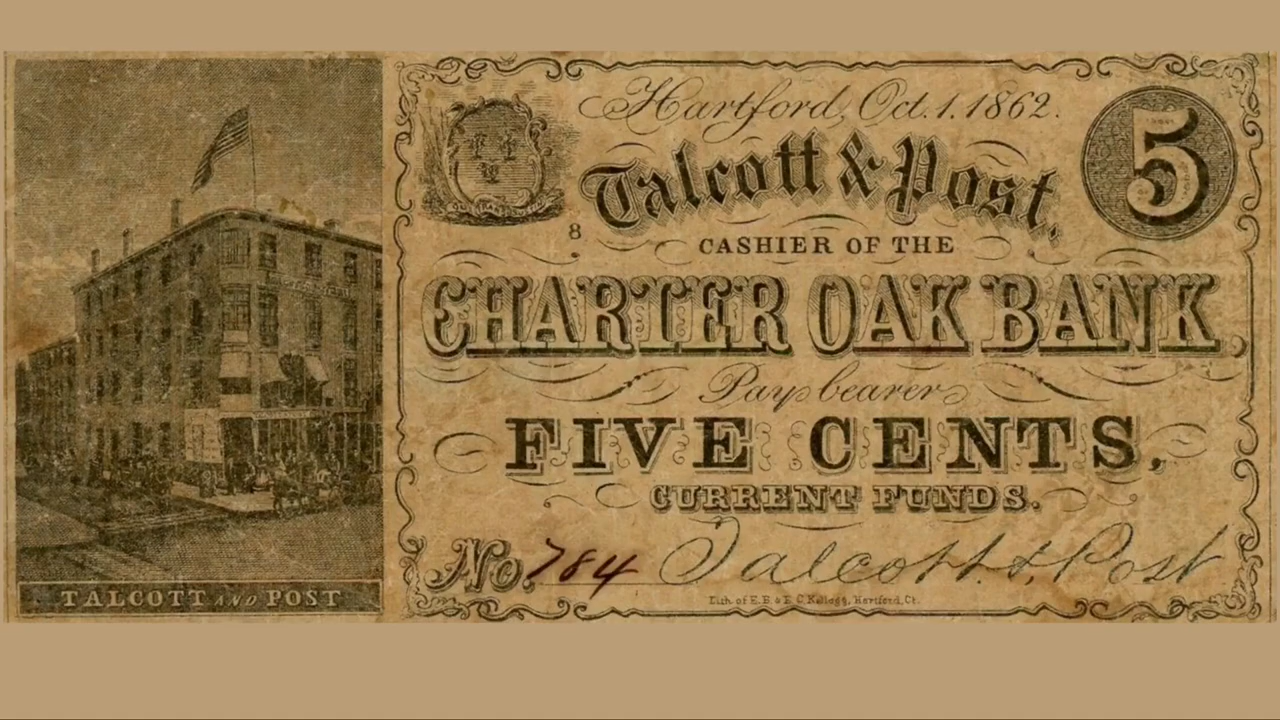 Hartford, Oct. 1. 1862.
5
Talcott & Post,
8
CASHIER OF THE
CHARTER OAK BANK,
Pay bearer
FIVE CENTS,
CURRENT FUNDS.
No. 784 Talcott & Post
Lith. of E. B. & E. C. Kellogg, Hartford, Ct.
TALCOTT AND POST